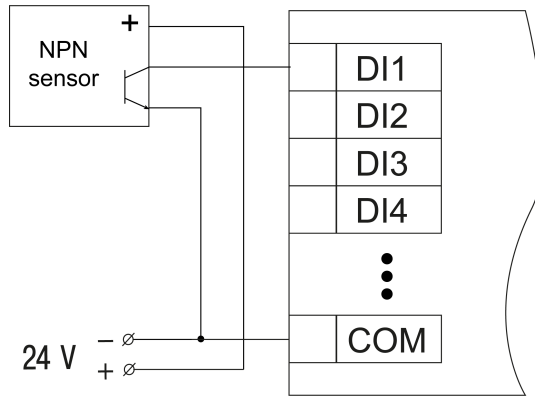 NPN
sensor
+
DI1
DI2
DI3
DI4
COM
24 V
−
+